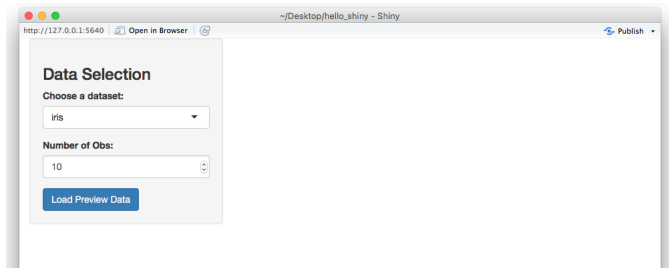 ~/Desktop/hello_shiny - Shiny
http://127.0.0.1:5640 Open in Browser Publish
Data Selection
Choose a dataset:
iris
Number of Obs:
10
Load Preview Data